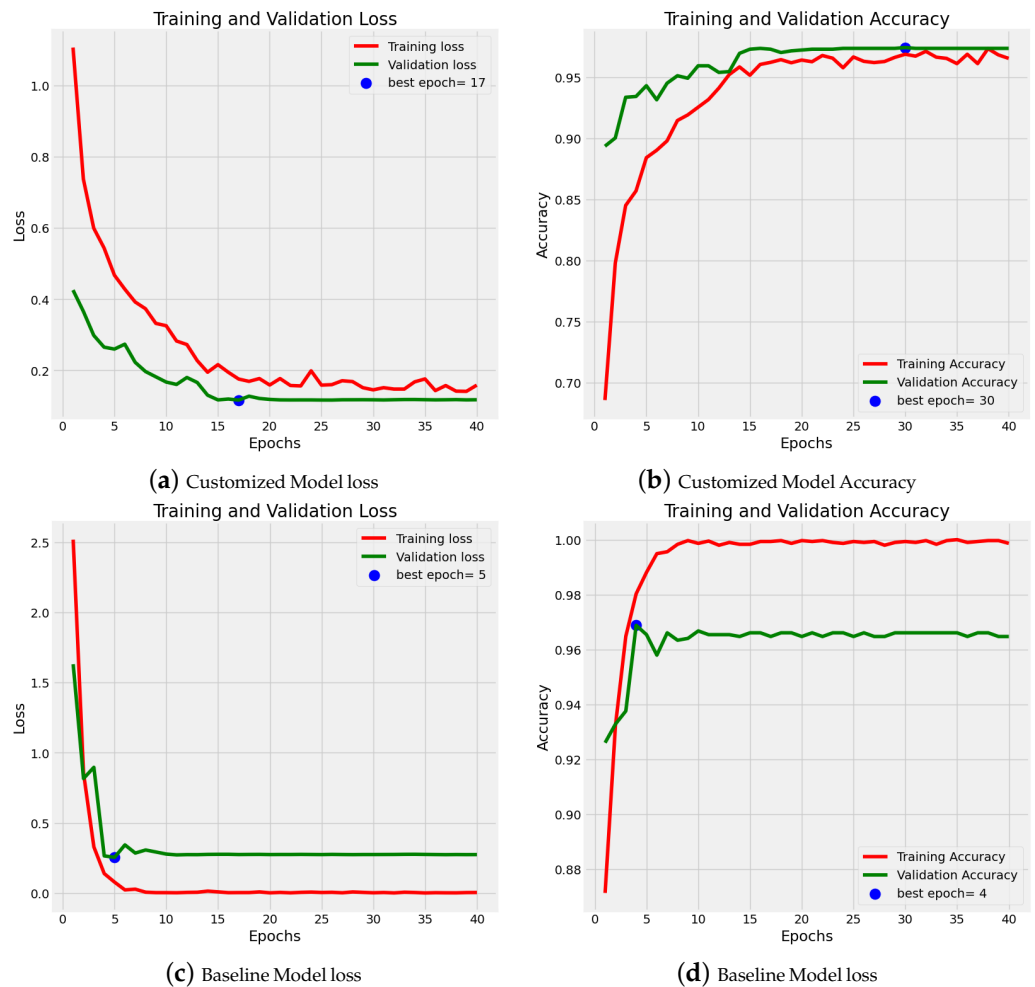 Training and Validation Loss
Training loss
Validation loss
best epoch= 17
1.0
0.8
0.6
0.4
0.2
Loss
0 5 10 15 20 25 30 35 40
Epochs
(a) Customized Model loss
Training and Validation Accuracy
0.95
0.90
0.85
0.80
0.75
0.70
Accuracy
Training Accuracy
Validation Accuracy
best epoch= 30
0 5 10 15 20 25 30 35 40
Epochs
(b) Customized Model Accuracy
Training and Validation Loss
Training loss
Validation loss
best epoch= 5
2.5
2.0
1.5
1.0
0.5
0.0
Loss
0 5 10 15 20 25 30 35 40
Epochs
(c) Baseline Model loss
Training and Validation Accuracy
1.00
0.98
0.96
0.94
0.92
0.90
0.88
Accuracy
Training Accuracy
Validation Accuracy
best epoch= 4
0 5 10 15 20 25 30 35 40
Epochs
(d) Baseline Model loss